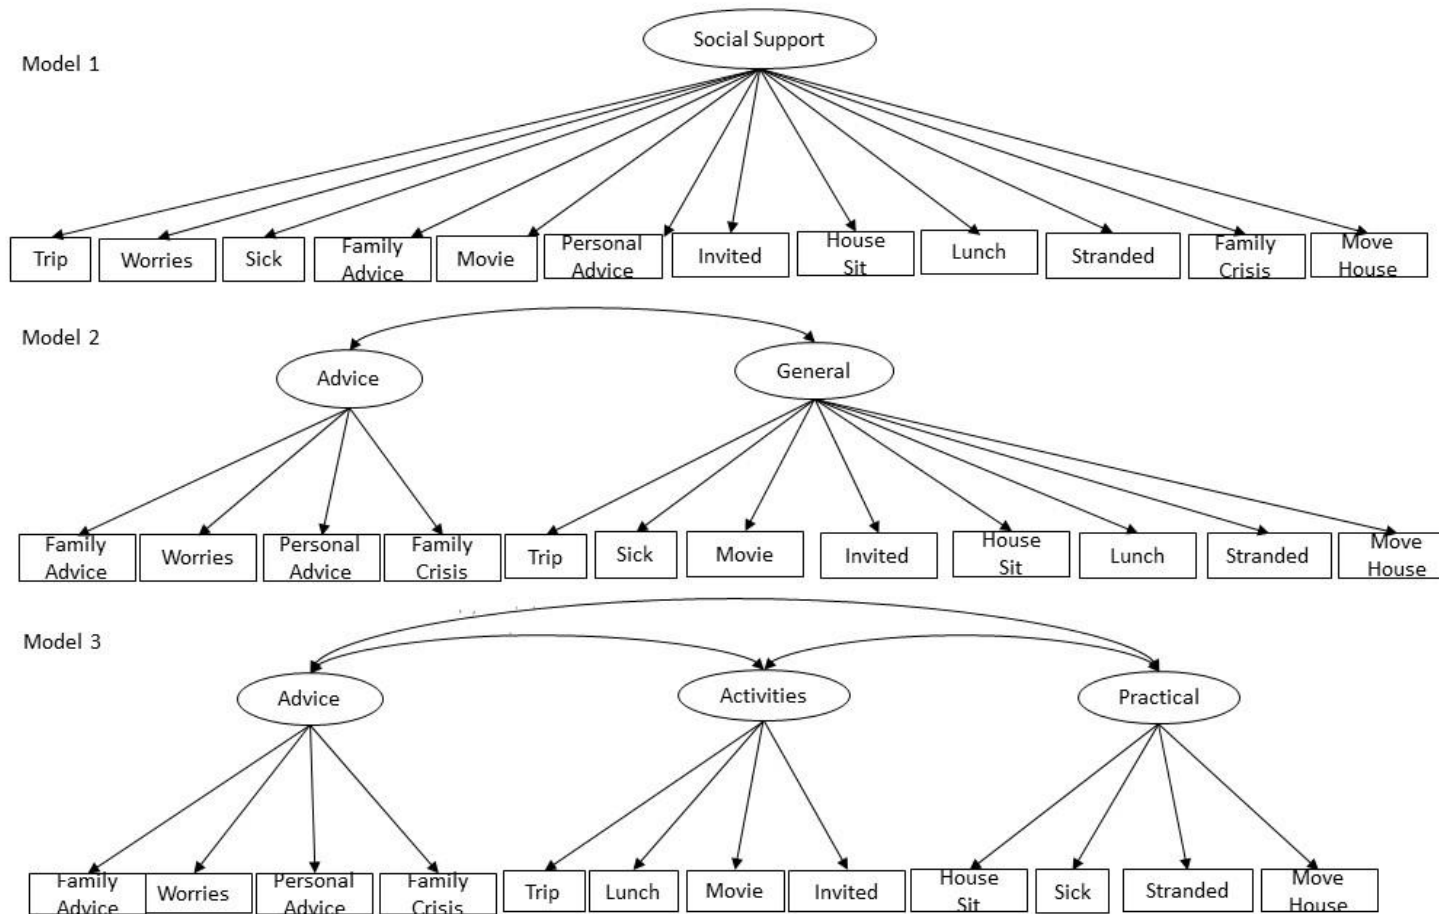 Social Support
Model 1
Trip
Worries
Sick
Family
Advice
Movie
Personal
Advice
Invited
House
Sit
Lunch
Stranded
Family
Crisis
Move
House
Model 2
Advice
General
Family
Advice
Worries
Personal
Advice
Family
Crisis
Trip
Sick
Movie
Invited
House
Sit
Lunch
Stranded
Move
House
Model 3
Advice
Activities
Practical
Family
Advice
Worries
Personal
Advice
Family
Crisis
Trip
Lunch
Movie
Invited
House
Sit
Sick
Stranded
Move
House